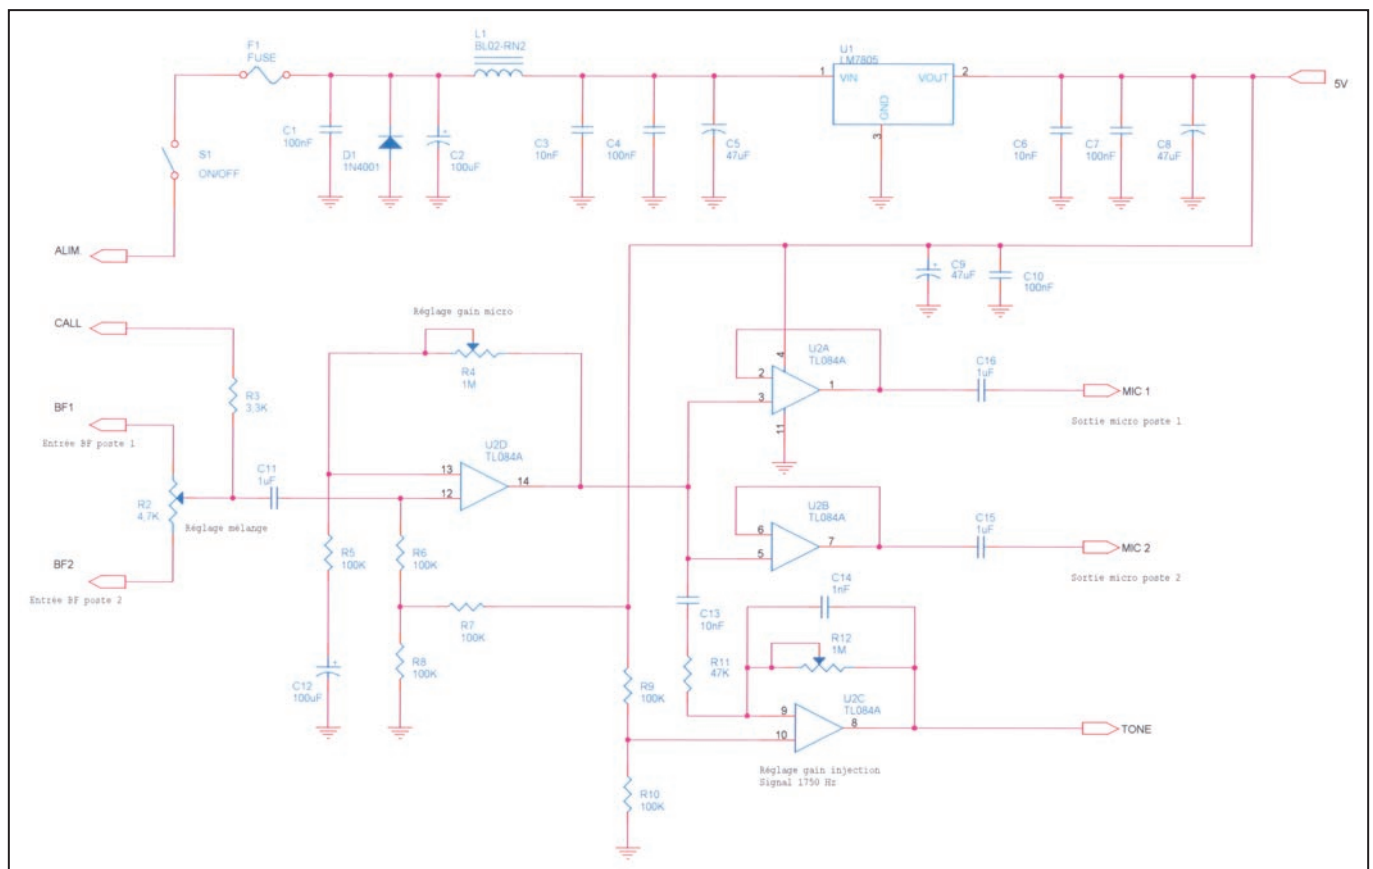 F1
FUSE
L1
BL02-RN2
U1
LM7805
1
VIN
VOUT
2
GND
3
5V
C1
100nF
D1
1N4001
C2
100uF
C3
10nF
C4
100nF
C5
47uF
C6
10nF
C7
100nF
C8
47uF
S1
ON/OFF
ALIM.
C9
47uF
C10
100nF
CALL
Réglage gain micro
R4
1M
R3
3,3K
U2A
TL084A
4
2
3
1
11
C16
1uF
MIC 1
Sortie micro poste 1
BF1
Entrée BF poste 1
R2
4,7K
Réglage mélange
C11
1uF
U2D
TL084A
13
12
14
BF2
Entrée BF poste 2
U2B
TL084A
6
5
7
C15
1uF
MIC 2
Sortie micro poste 2
R5
100K
R6
100K
R7
100K
R8
100K
C12
100uF
C13
10nF
C14
1nF
R12
1M
R11
47K
R9
100K
U2C
TL084A
9
10
8
TONE
Réglage gain injection
Signal 1750 Hz
R10
100K